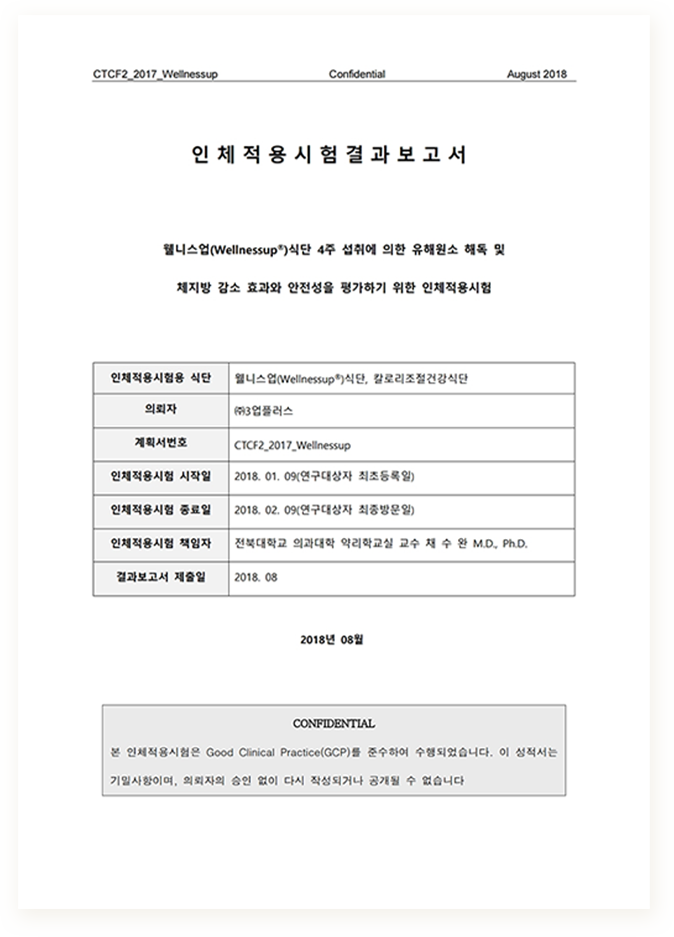 CTCF2_2017_Wellnessup Confidential August 2018
인체적용시험결과보고서
웰니스업(Wellnessup®)식단 4주 섭취에 의한 유해원소 해독 및
체지방 감소 효과와 안전성을 평가하기 위한 인체적용시험
인체적용시험용 식단 웰니스업(Wellnessup®)식단, 칼로리조절건강식단
의뢰자 ㈜3업플러스
계획서번호 CTCF2_2017_Wellnessup
인체적용시험 시작일 2018. 01. 09(연구대상자 최초등록일)
인체적용시험 종료일 2018. 02. 09(연구대상자 최종방문일)
인체적용시험 책임자 전북대학교 의과대학 약리학교실 교수 채 수 완 M.D., Ph.D.
결과보고서 제출일 2018. 08
2018년 08월
CONFIDENTIAL
본 인체적용시험은 Good Clinical Practice(GCP)를 준수하여 수행되었습니다. 이 성적서는
기밀사항이며, 의뢰자의 승인 없이 다시 작성되거나 공개될 수 없습니다